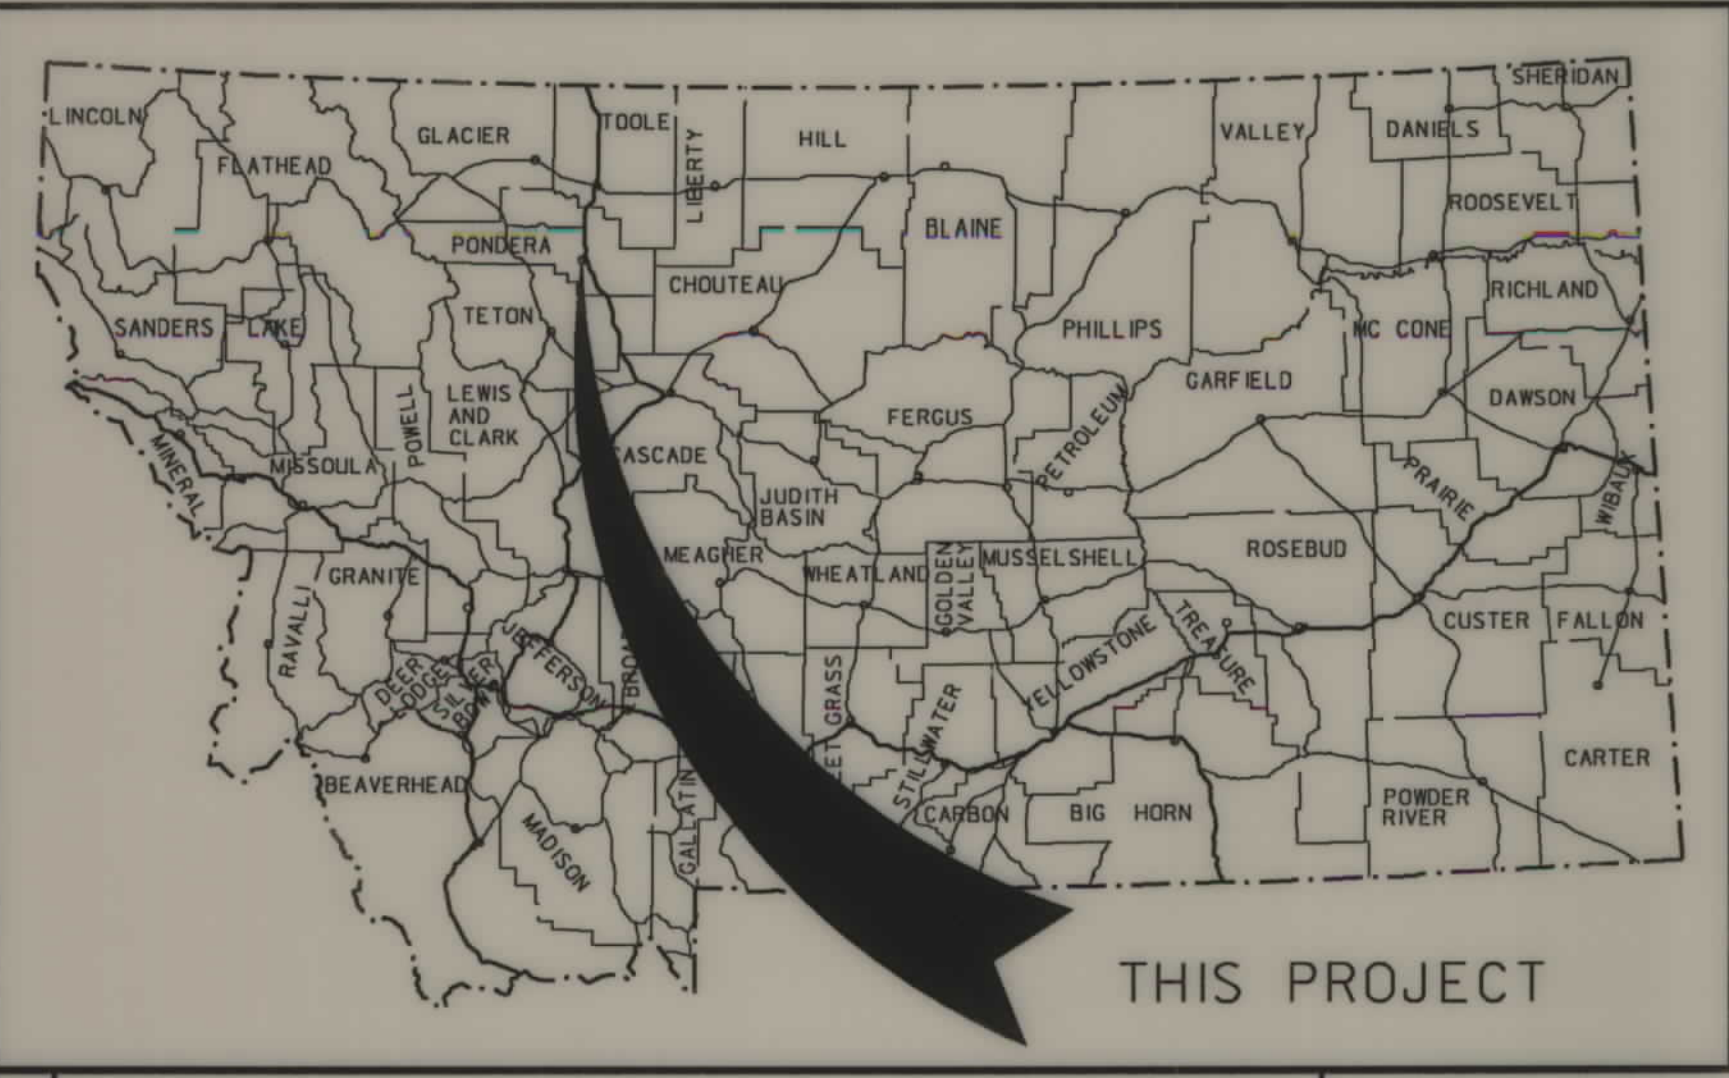 SHERIDAN
LINCOLN
TOOLE
GLACIER
HILL
VALLEY
DANIELS
FLATHEAD
LIBERTY
ROOSEVELT
BLAINE
PONDERA
CHOUTEAU
RICHLAND
TETON
SANDERS
LAKE
PHILLIPS
MC CONE
GARFIELD
LEWIS
AND
CLARK
POWELL
DAWSON
FERGUS
PETROLEUM
CASCADE
MISSOULA
MINERAL
PRAIRIE
WIBAUX
JUDITH
BASIN
MEAGHER
WHEATLAND
GOLDEN
VALLEY
MUSSELSHELL
ROSEBUD
GRANITE
RAVALLI
JEFFERSON
BROA
TREASURE
CUSTER
FALLON
DEER
LODGE
SILVER
BOW
YELLOWSTONE
EET GRASS
STILLWATER
BEAVERHEAD
CARTER
GALLATIN
MADISON
CARBON
BIG HORN
POWDER
RIVER
THIS PROJECT